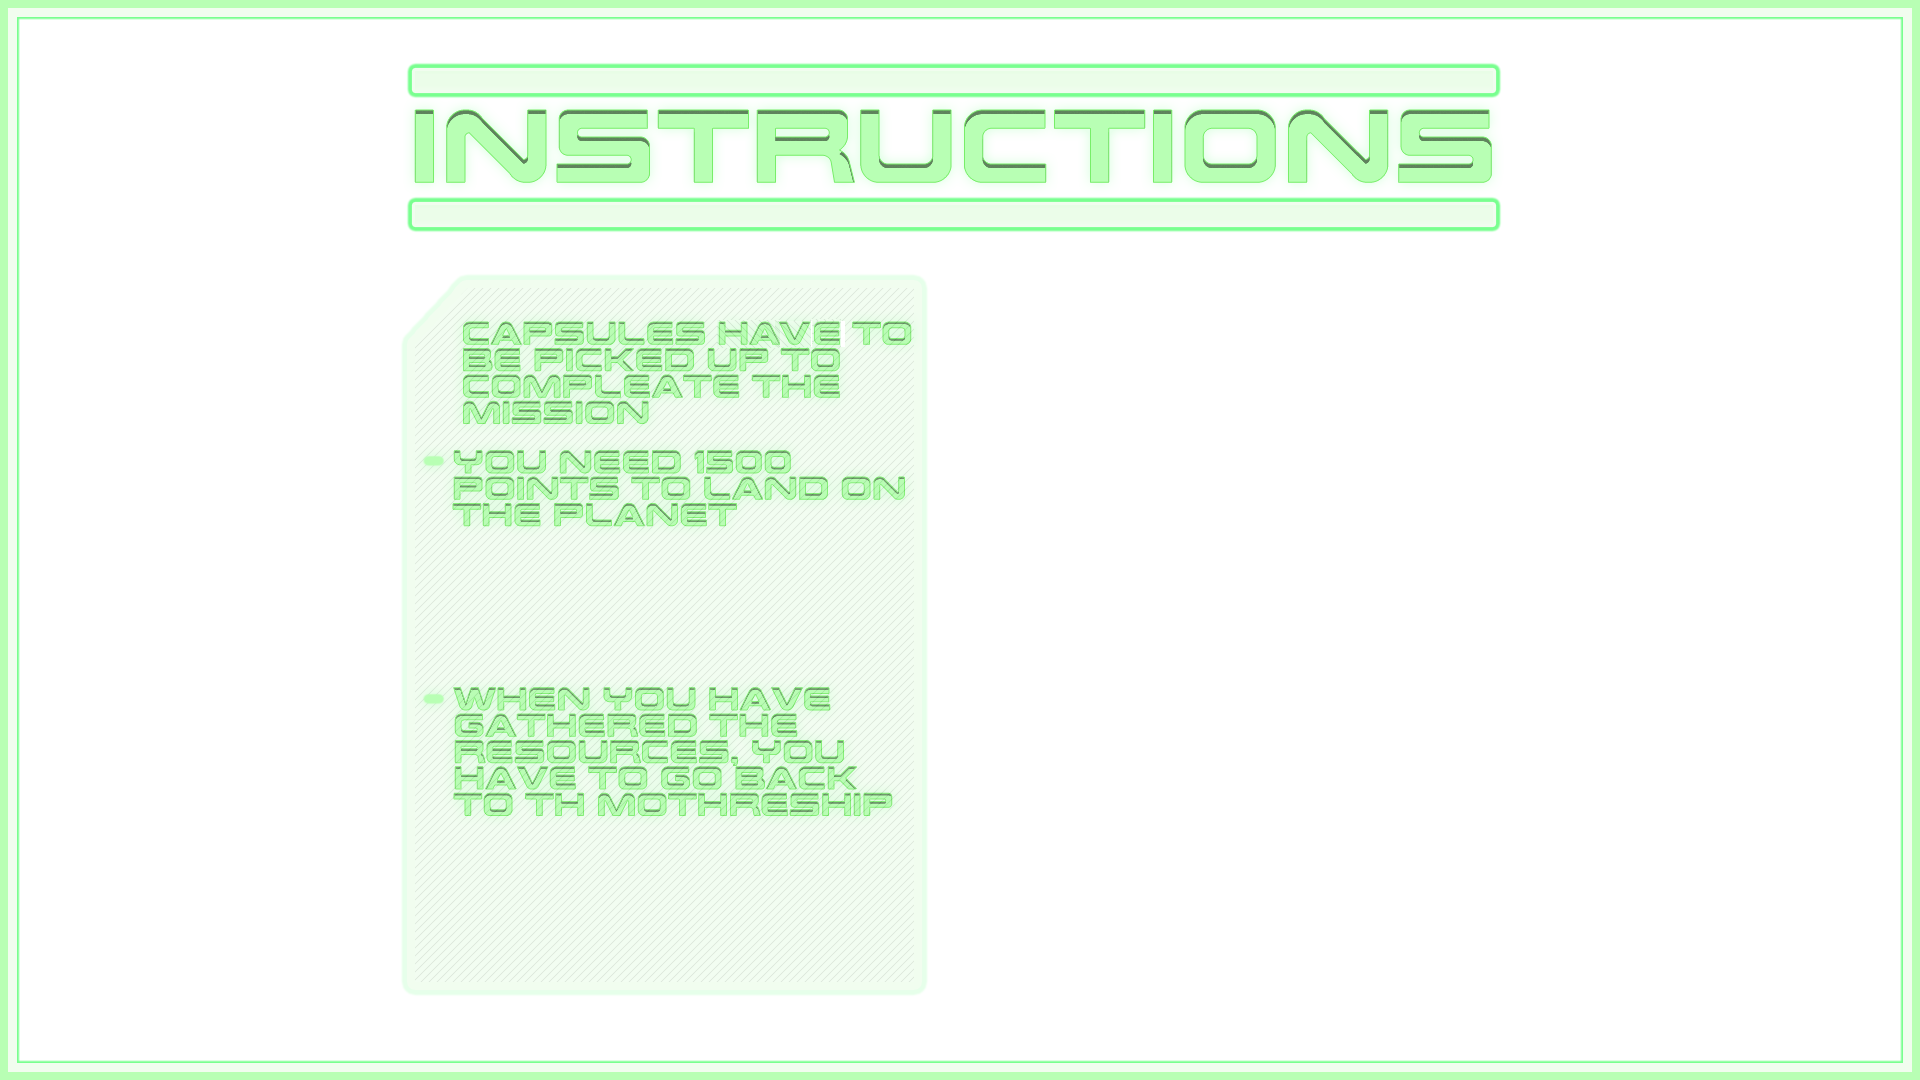 INSTRUCTIONS
CAPSULES HAVE TO
BE PICKED UP TO
COMPLEATE THE
MISSION
- YOU NEED 1500
POINTS TO LAND ON
THE PLANET
- WHEN YOU HAVE
GATHERED THE
RESOURCES, YOU
HAVE TO GO BACK
TO TH MOTHRESHIP